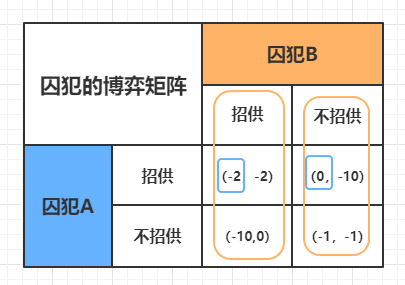 囚犯的博弈矩阵
囚犯B
招供
不招供
囚犯A
招供
(-2 -2)
(0, -10)
不招供
(-10,0)
(-1, -1)